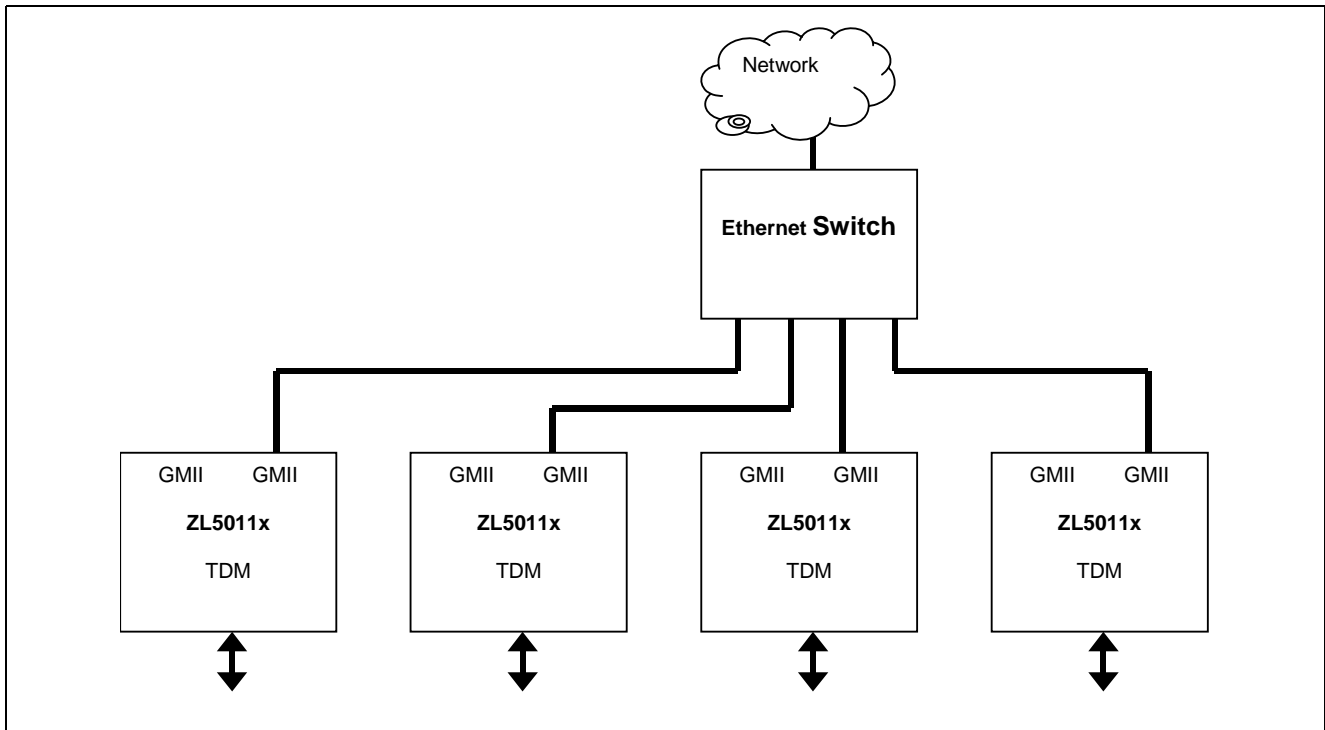 Network
Ethernet Switch
GMII GMII GMII GMII GMII GMII GMII GMII
ZL5011x ZL5011x ZL5011x ZL5011x
TDM TDM TDM TDM